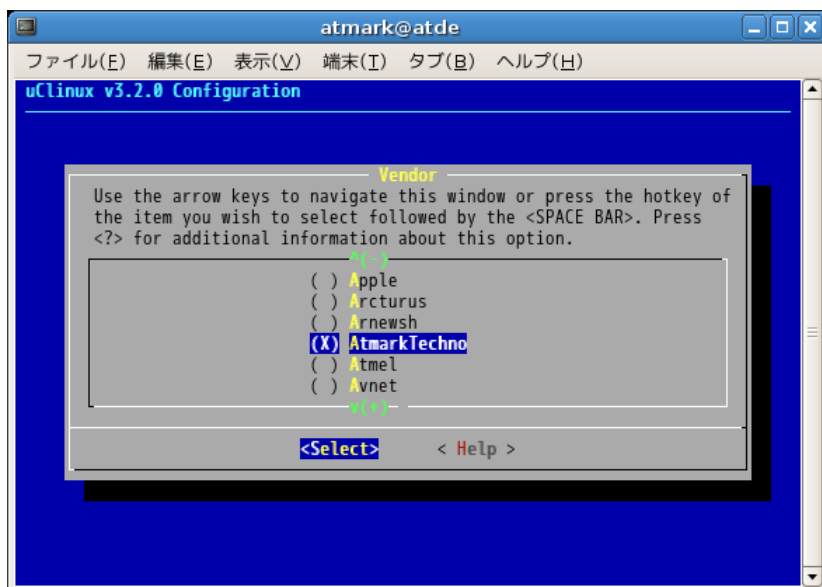 atmark@atde
ファイル(F) 編集(E) 表示(V) 端末(T) タブ(B) ヘルプ(H)
uClinux v3.2.0 Configuration
Vendor
Use the arrow keys to navigate this window or press the hotkey of
the item you wish to select followed by the <SPACE BAR>. Press
<?> for additional information about this option.
^(-)
( ) Apple
( ) Arcturus
( ) Arnewsh
(X) AtmarkTechno
( ) Atmel
( ) Avnet
v(+)
<Select> < Help >